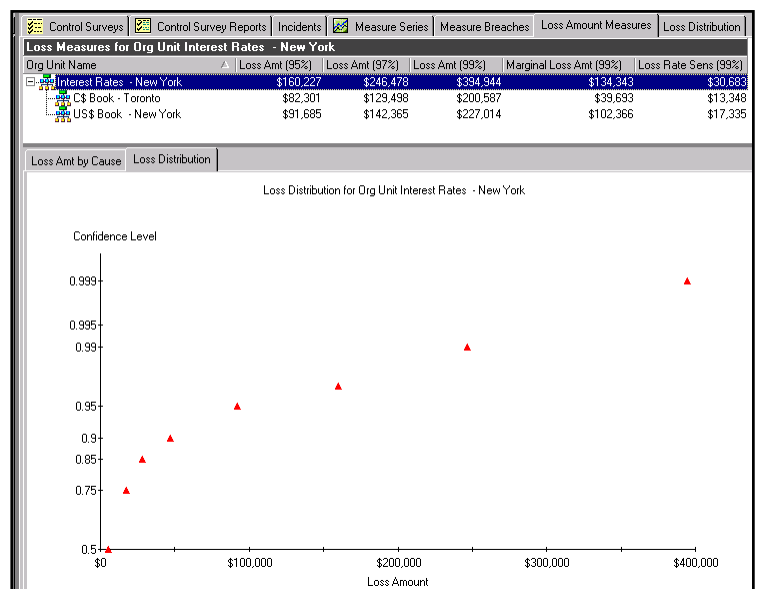 Control Surveys Control Survey Reports Incidents Measure Series Measure Breaches Loss Amount Measures Loss Distribution
Loss Measures for Org Unit Interest Rates - New York
Org Unit Name Loss Amt (95%) Loss Amt (97%) Loss Amt (99%) Marginal Loss Amt (99%) Loss Rate Sens (99%)
Interest Rates - New York $160,227 $246,478 $394,944 $134,343 $30,683
C$ Book - Toronto $82,301 $129,498 $200,587 $39,693 $13,348
US$ Book - New York $91,685 $142,365 $227,014 $102,366 $17,335
Loss Amt by Cause Loss Distribution
Loss Distribution for Org Unit Interest Rates - New York
Confidence Level
0.999
0.995
0.99
0.95
0.9
0.85
0.75
0.5
$0 $100,000 $200,000 $300,000 $400,000
Loss Amount